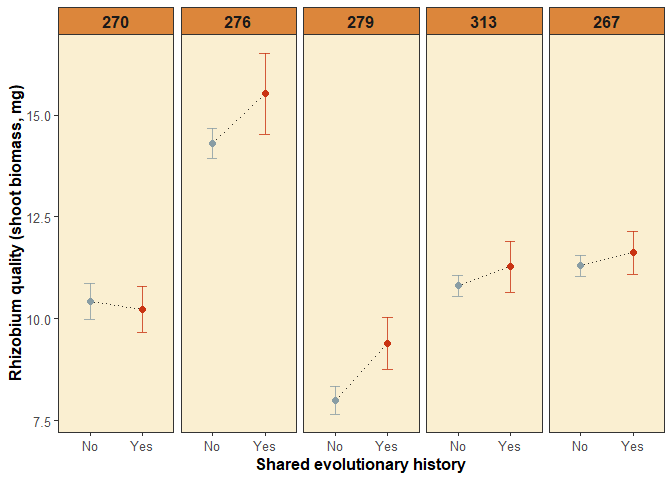 270 276 279 313 267
Rhizobium quality (shoot biomass, mg)
15.0
12.5
10.0
7.5
No Yes No Yes No Yes No Yes No Yes
Shared evolutionary history